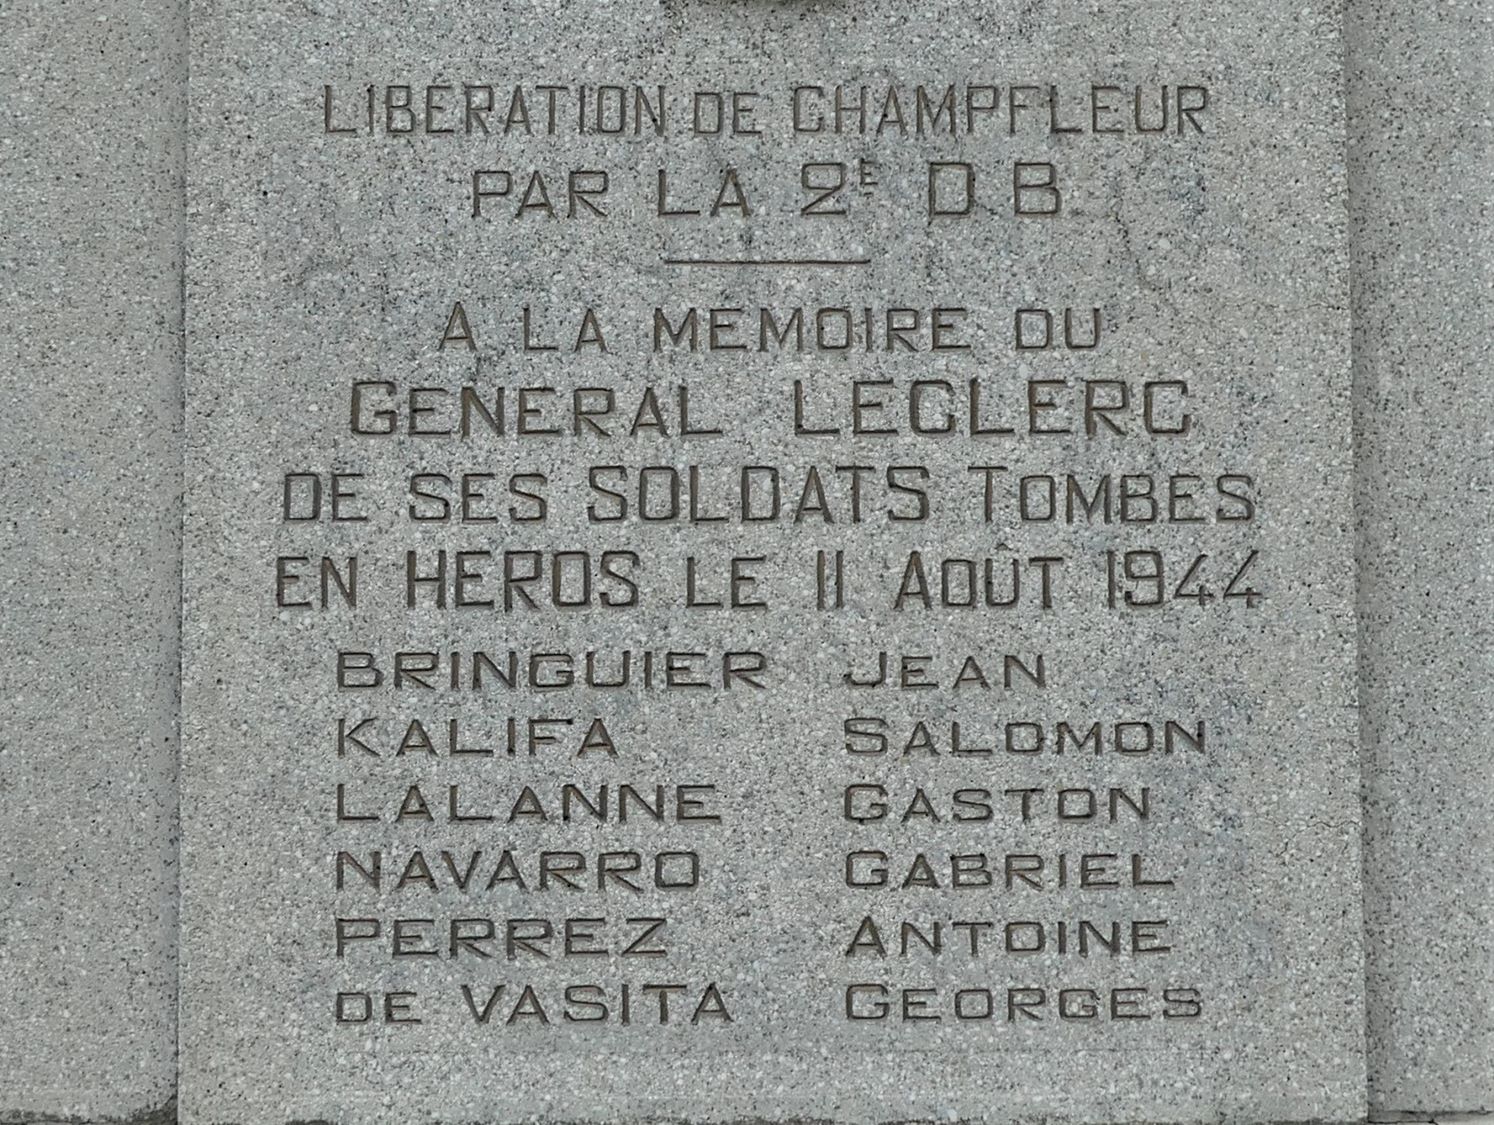 LIBERATION DE CHAMPFLEUR
PAR LA 2E D B
A LA MEMOIRE DU
GENERAL LECLERC
DE SES SOLDATS TOMBES
EN HEROS LE 11 AOÛT 1944
BRINGUIER JEAN
KALIFA SALOMON
LALANNE GASTON
NAVARRO GABRIEL
PERREZ ANTOINE
DE VASITA GEORGES